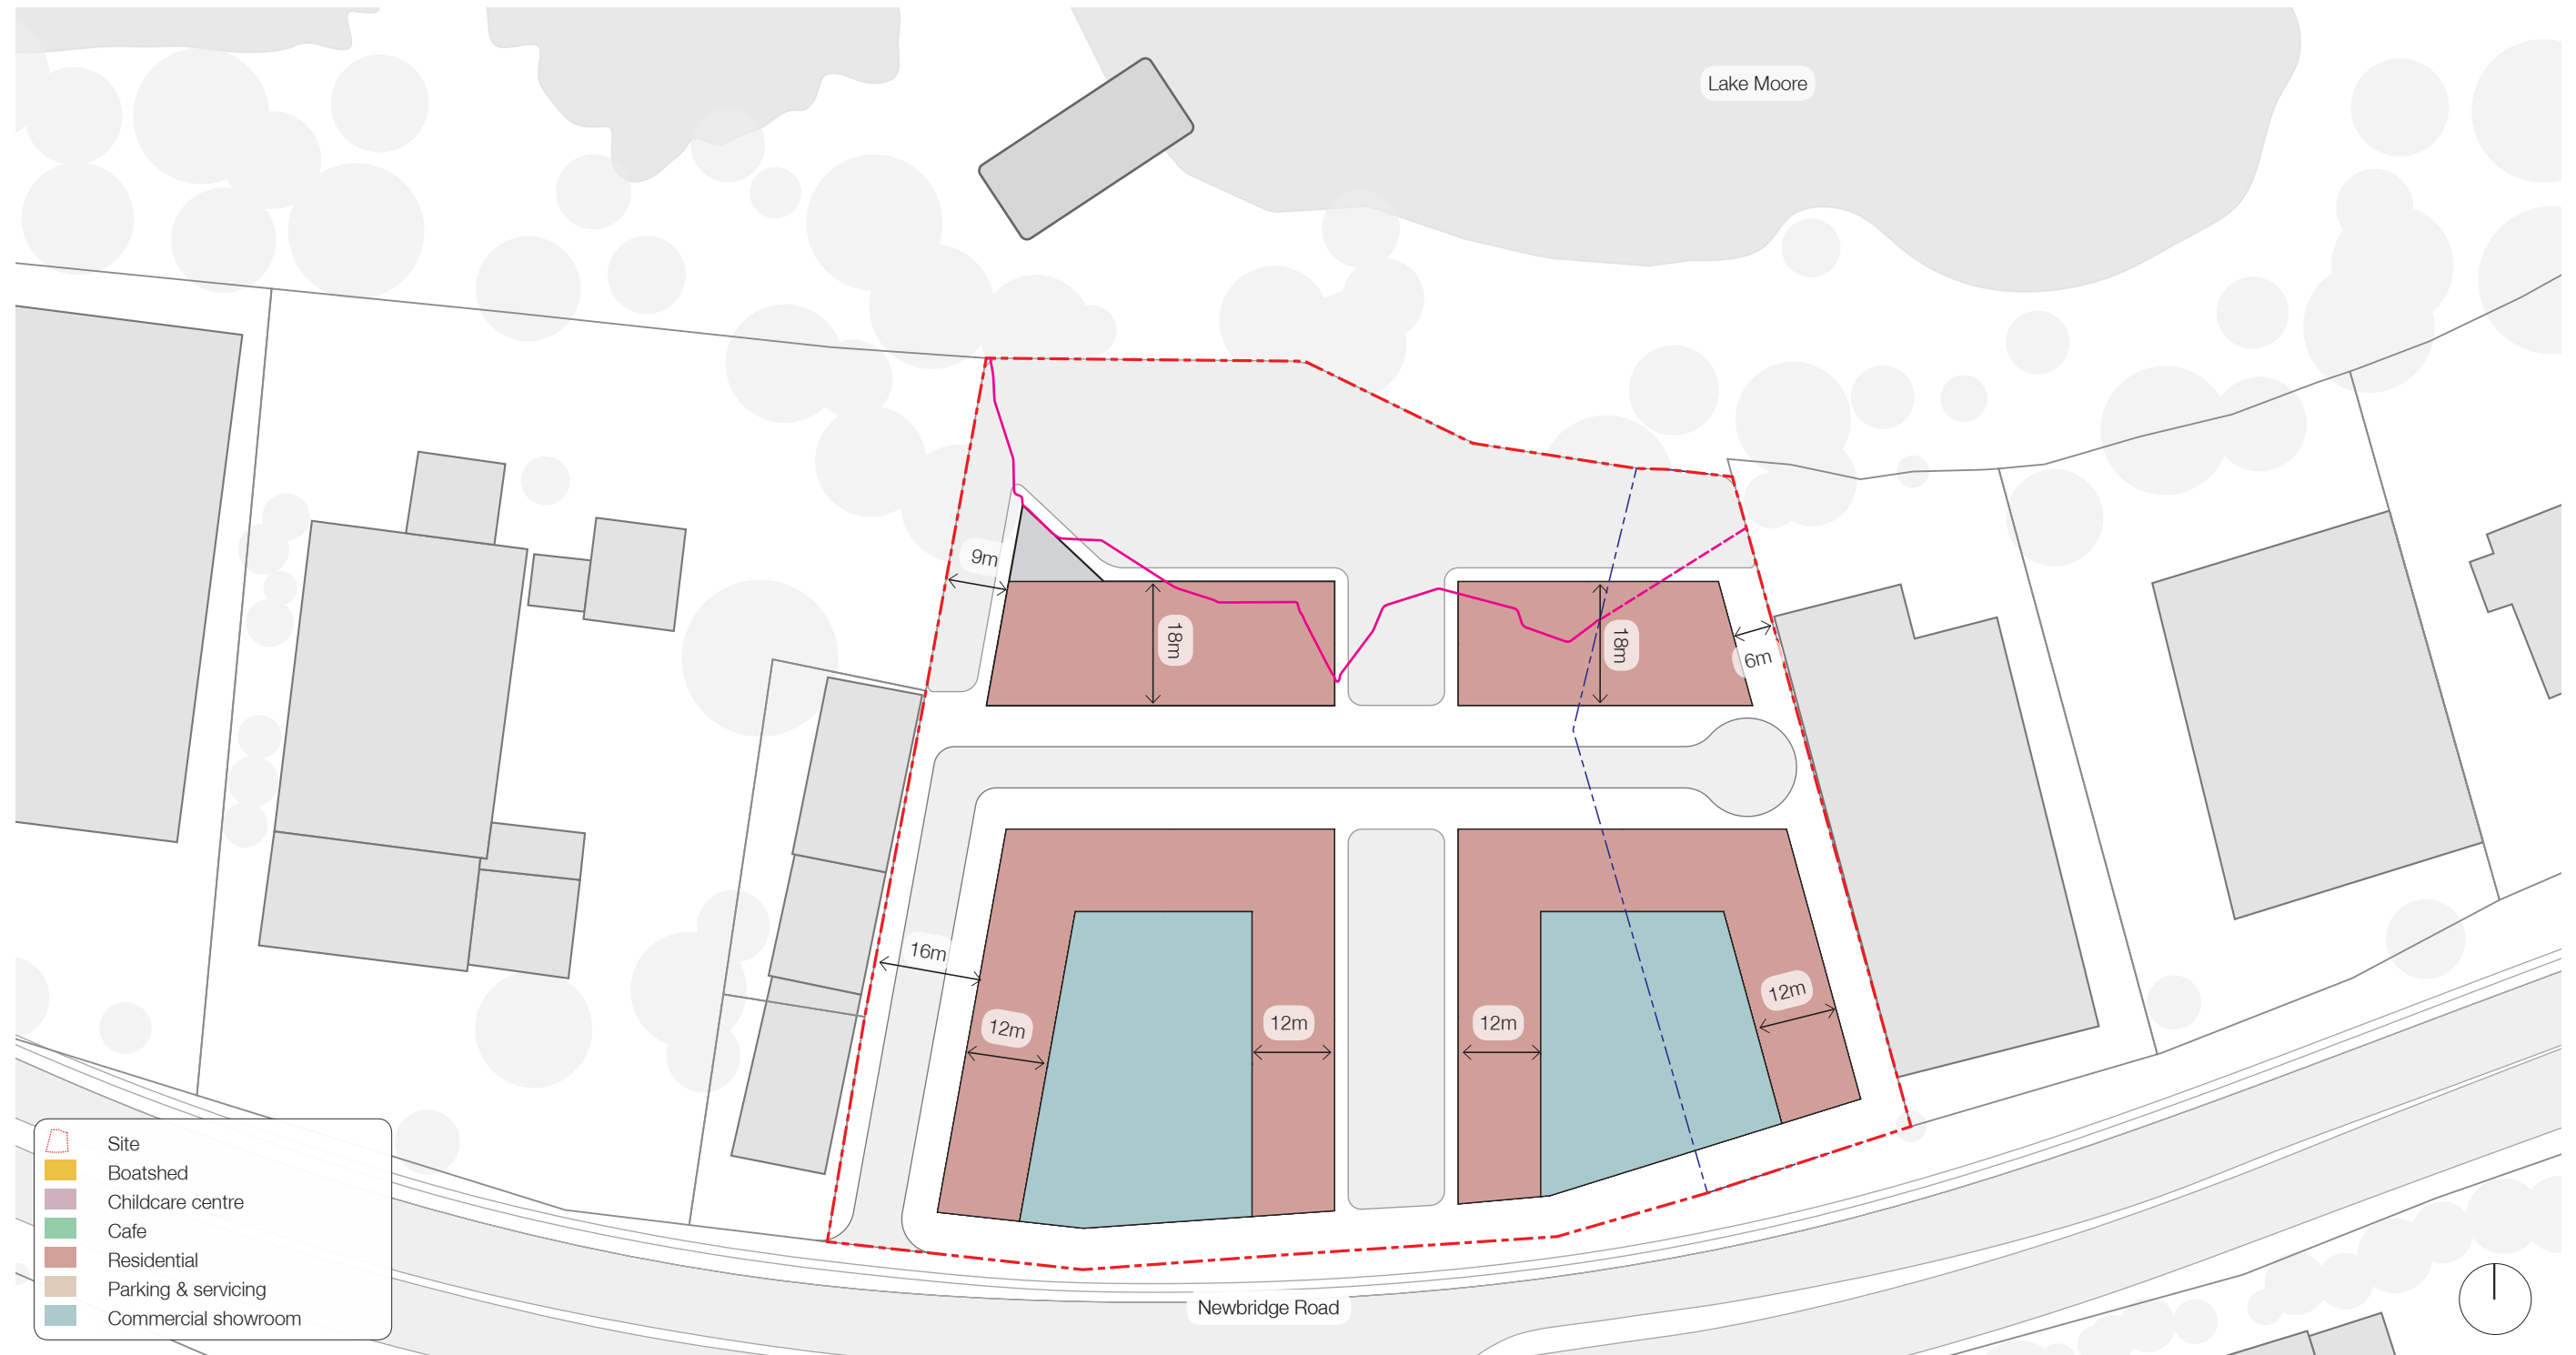 Lake Moore
9m
18m
18m
6m
16m
12m
12m
12m
12m
Site
Boatshed
Childcare centre
Cafe
Residential
Parking & servicing
Commercial showroom
Newbridge Road